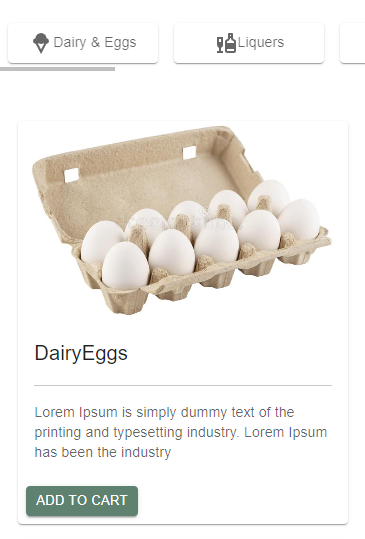 Dairy & Eggs
Liquers
DairyEggs
Lorem Ipsum is simply dummy text of the
printing and typesetting industry. Lorem Ipsum
has been the industry
ADD TO CART